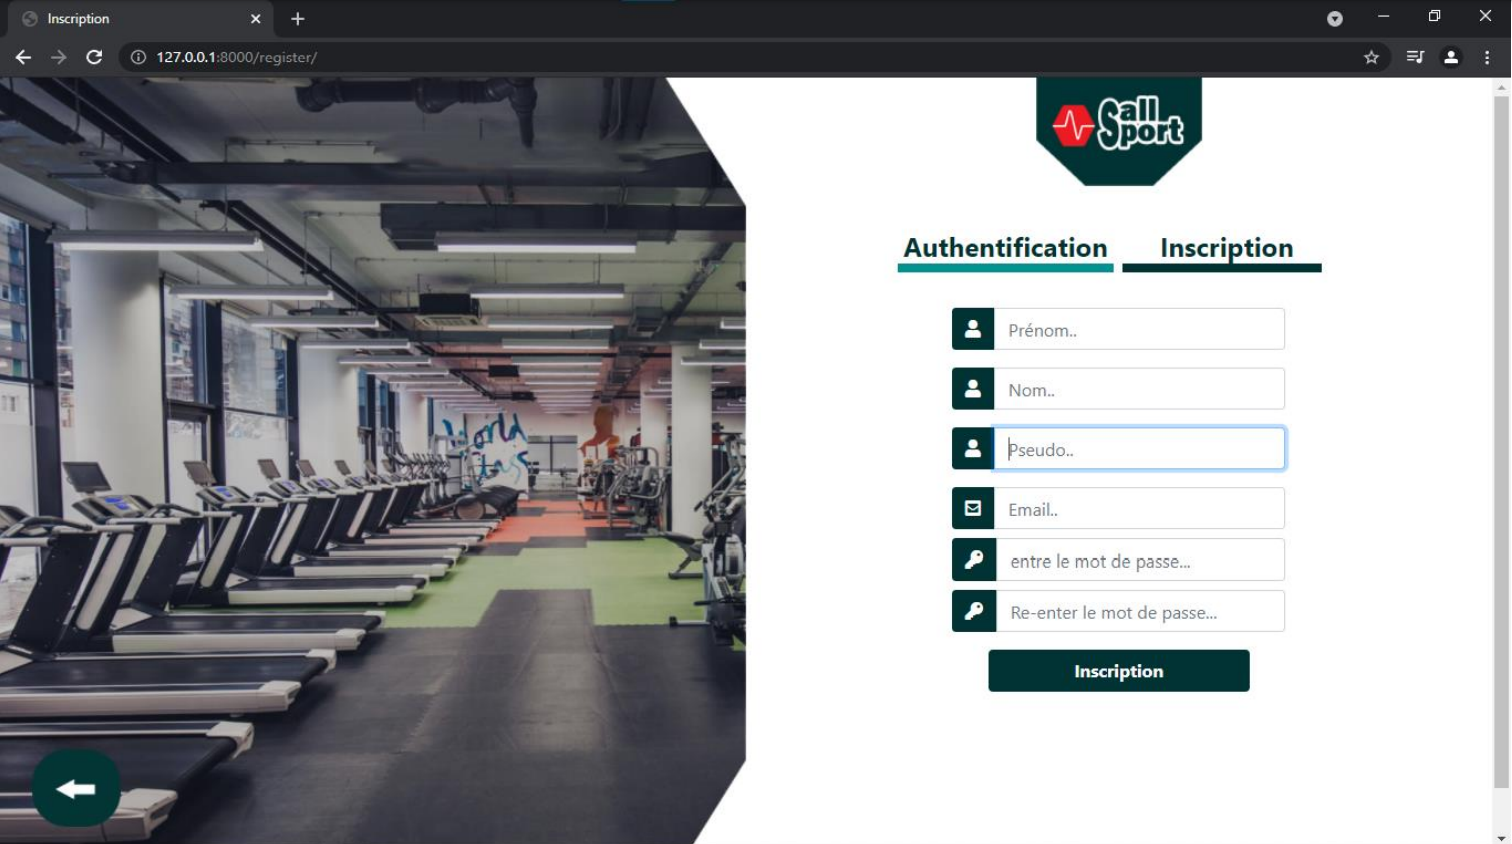 Inscription
127.0.0.1:8000/register/
Sall
Sport
Authentification Inscription
Prénom..
Nom..
Pseudo..
Email..
entre le mot de passe...
Re-enter le mot de passe...
Inscription
World